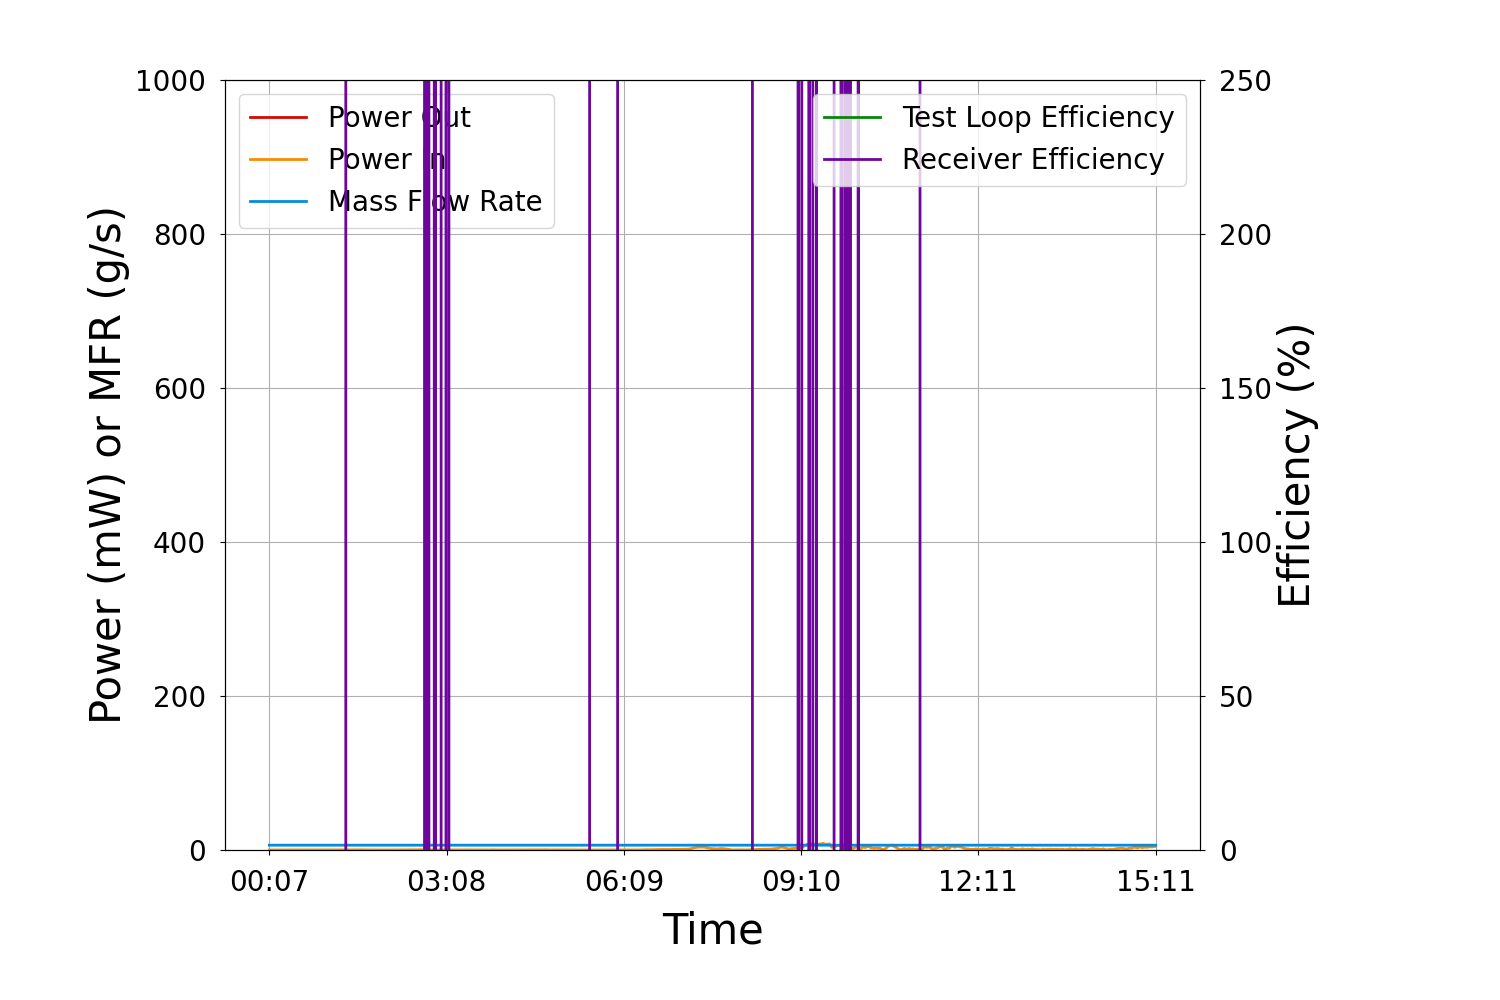 Power (mW) or MFR (g/s)
1000
800
600
400
200
0
Power Out
Power In
Mass Flow Rate
Test Loop Efficiency
Receiver Efficiency
250
200
150
100
50
0
Efficiency (%)
00:07 03:08 06:09 09:10 12:11 15:11
Time